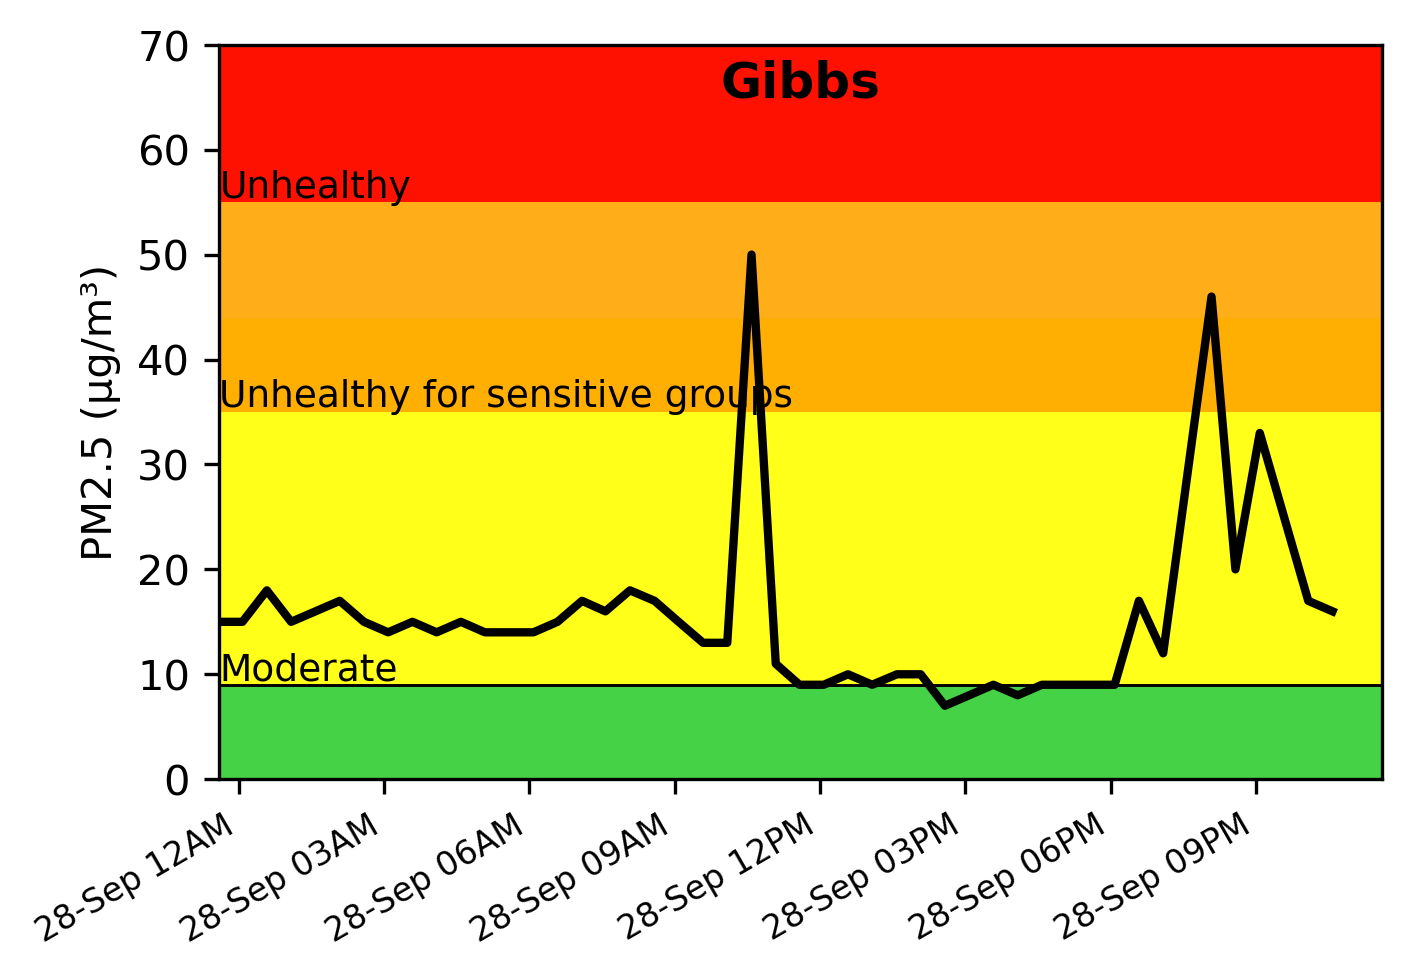 Gibbs
70
60
50
40
30
20
10
0
PM2.5 (µg/m³)
Unhealthy
Unhealthy for sensitive groups
Moderate
28-Sep 12AM
28-Sep 03AM
28-Sep 06AM
28-Sep 09AM
28-Sep 12PM
28-Sep 03PM
28-Sep 06PM
28-Sep 09PM